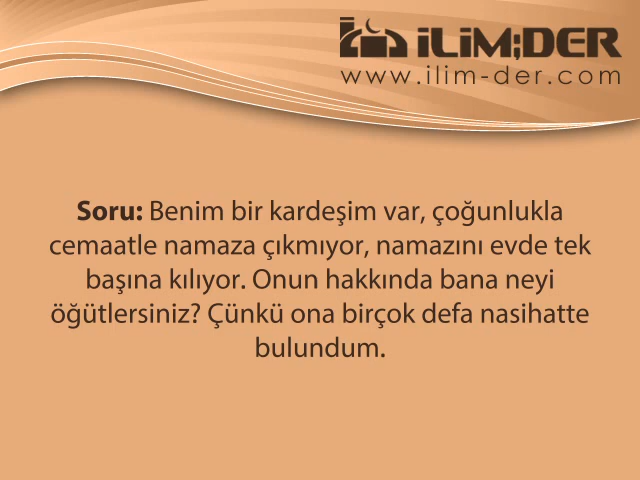 İLİM;DER
www.ilim-der.com
Soru: Benim bir kardeşim var, çoğunlukla
cemaatle namaza çıkmıyor, namazını evde tek
başına kılıyor. Onun hakkında bana neyi
öğütlersiniz? Çünkü ona birçok defa nasihatte
bulundum.